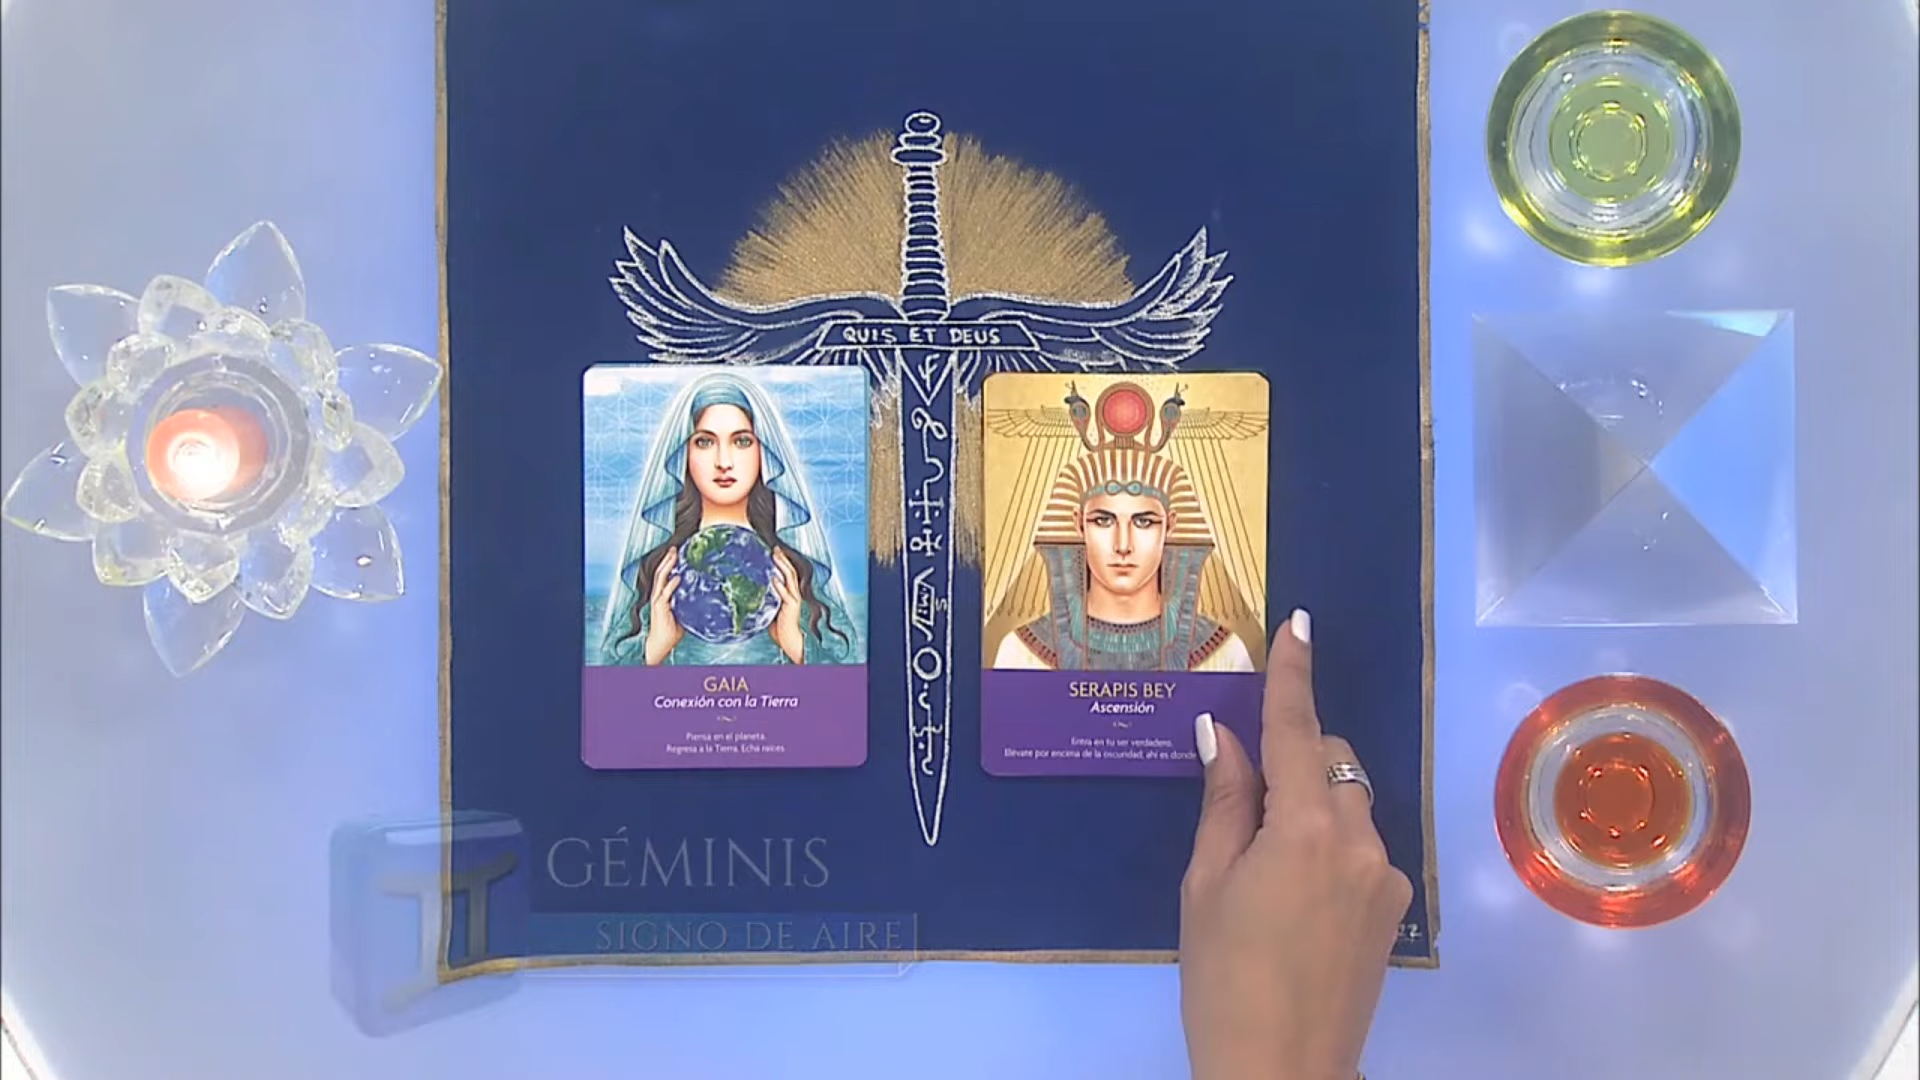 QUIS ET DEUS
GAIA
Conexión con la Tierra
Piensa en el planeta.
Regresa a la Tierra. Echa raíces.
SERAPIS BEY
Ascensión
Entra en tu ser verdadero.
Elévate por encima de la oscuridad; ahí es donde
GÉMINIS
SIGNO DE AIRE